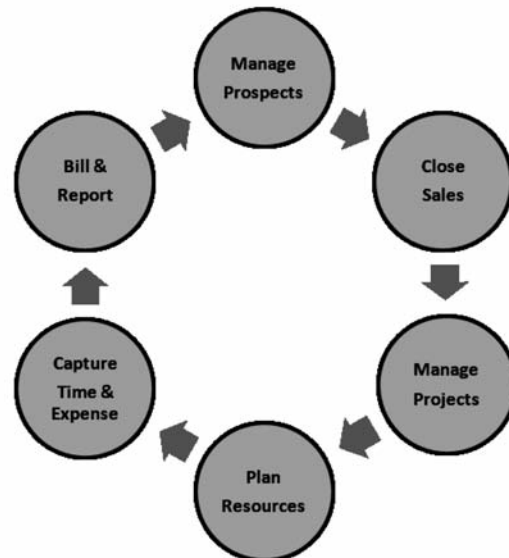 Manage
Prospects
Close
Sales
Manage
Projects
Plan
Resources
Capture
Time &
Expense
Bill &
Report